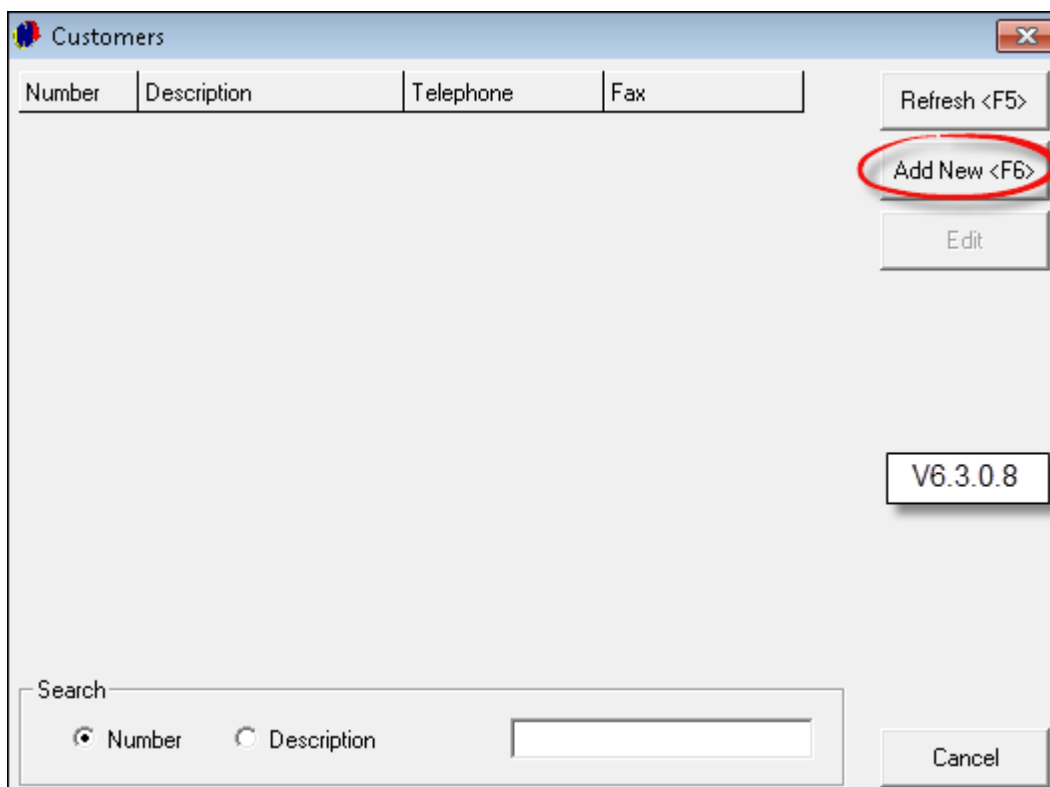 Customers
Number Description Telephone Fax
Refresh <F5>
Add New <F6>
Edit
V6.3.0.8
Search
Number Description
Cancel